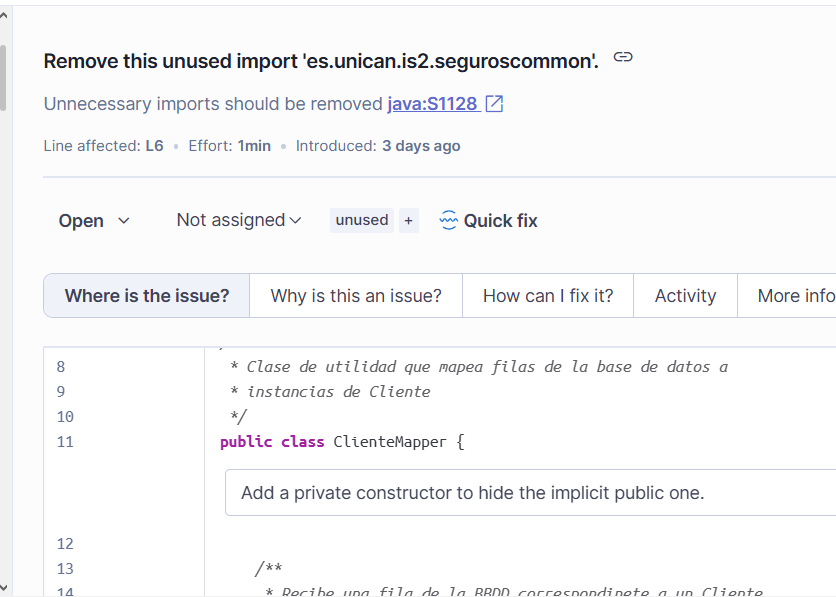 Remove this unused import 'es.unican.is2.seguroscommon'.
Unnecessary imports should be removed java:S1128
Line affected: L6 • Effort: 1min • Introduced: 3 days ago
Open Not assigned unused + Quick fix
Where is the issue? Why is this an issue? How can I fix it? Activity More info
8 * Clase de utilidad que mapea filas de la base de datos a
9 * instancias de Cliente
10 */
11 public class ClienteMapper {
Add a private constructor to hide the implicit public one.
12
13 /**
14 * Recibe una fila de la BBDD correspondinete a un Cliente